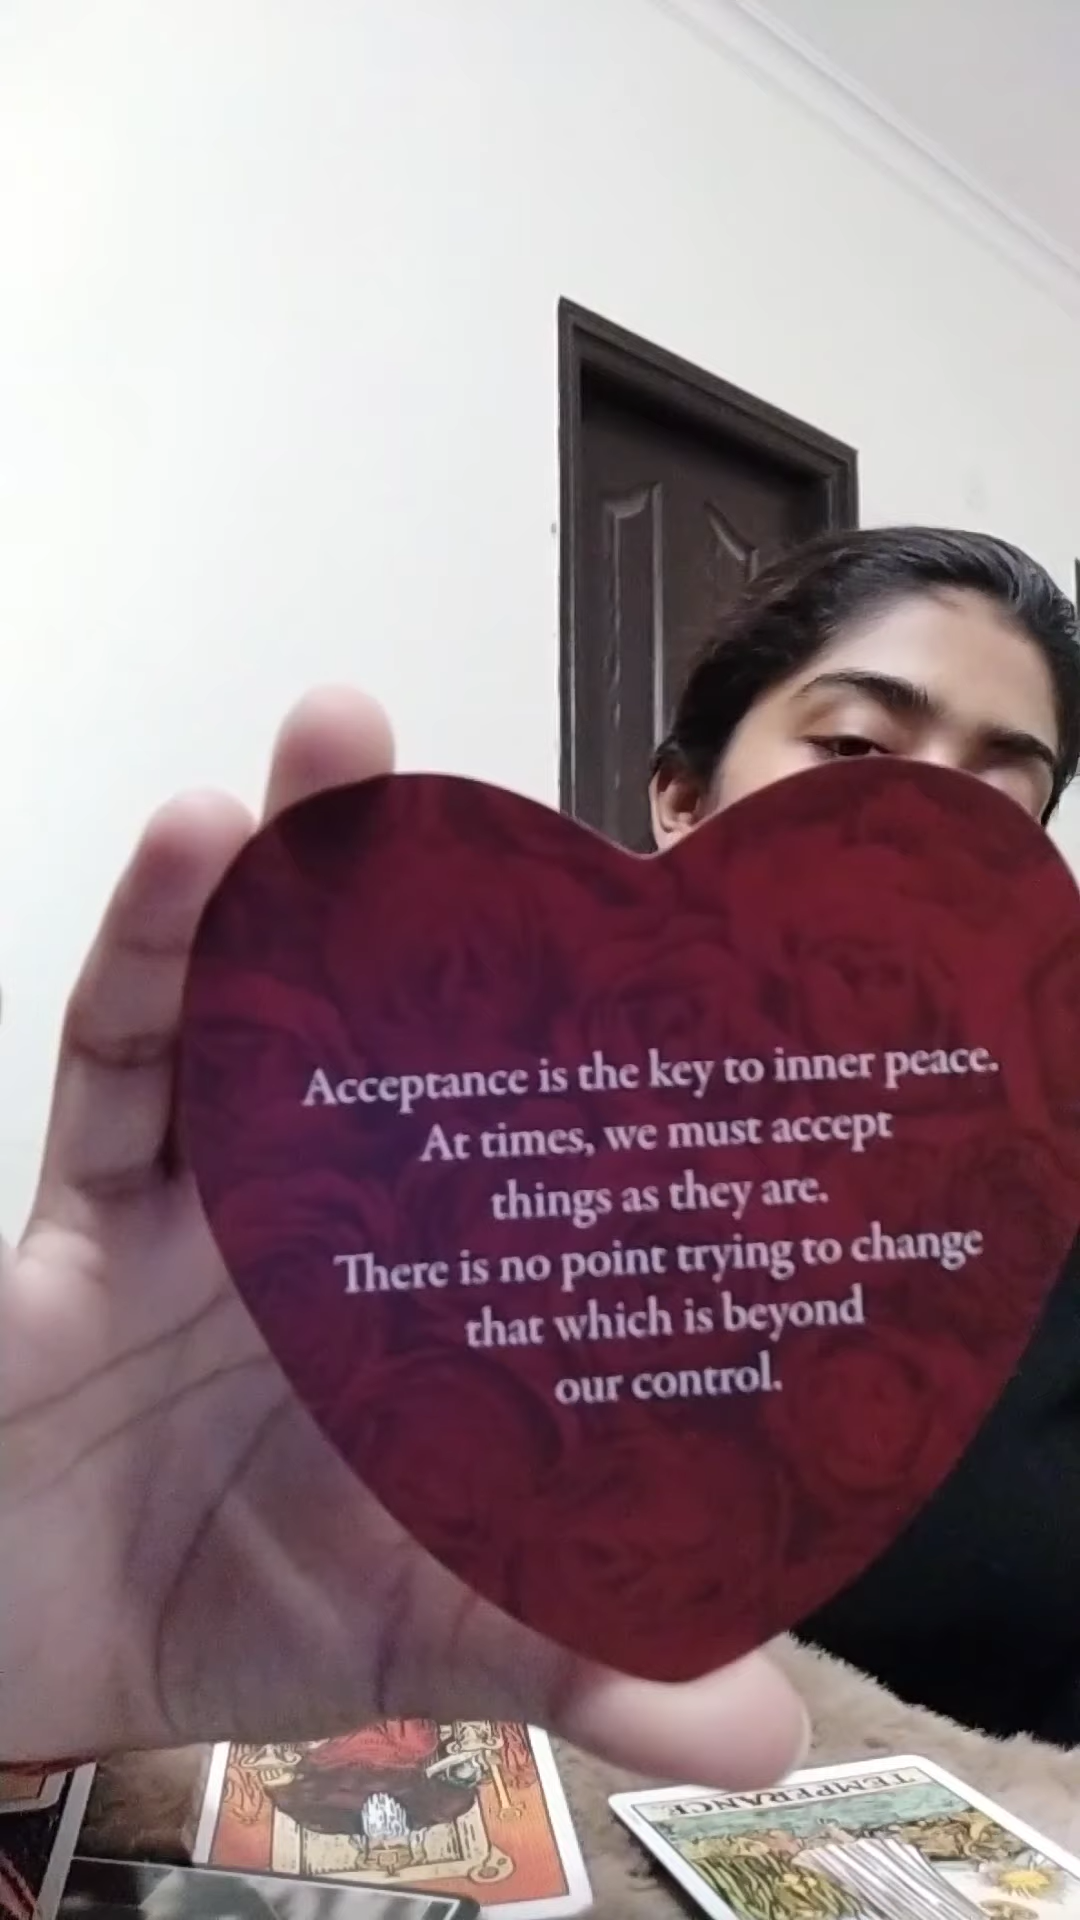 Acceptance is the key to inner peace.
At times, we must accept
things as they are.
There is no point trying to change
that which is beyond
our control.
TEMPERANCE